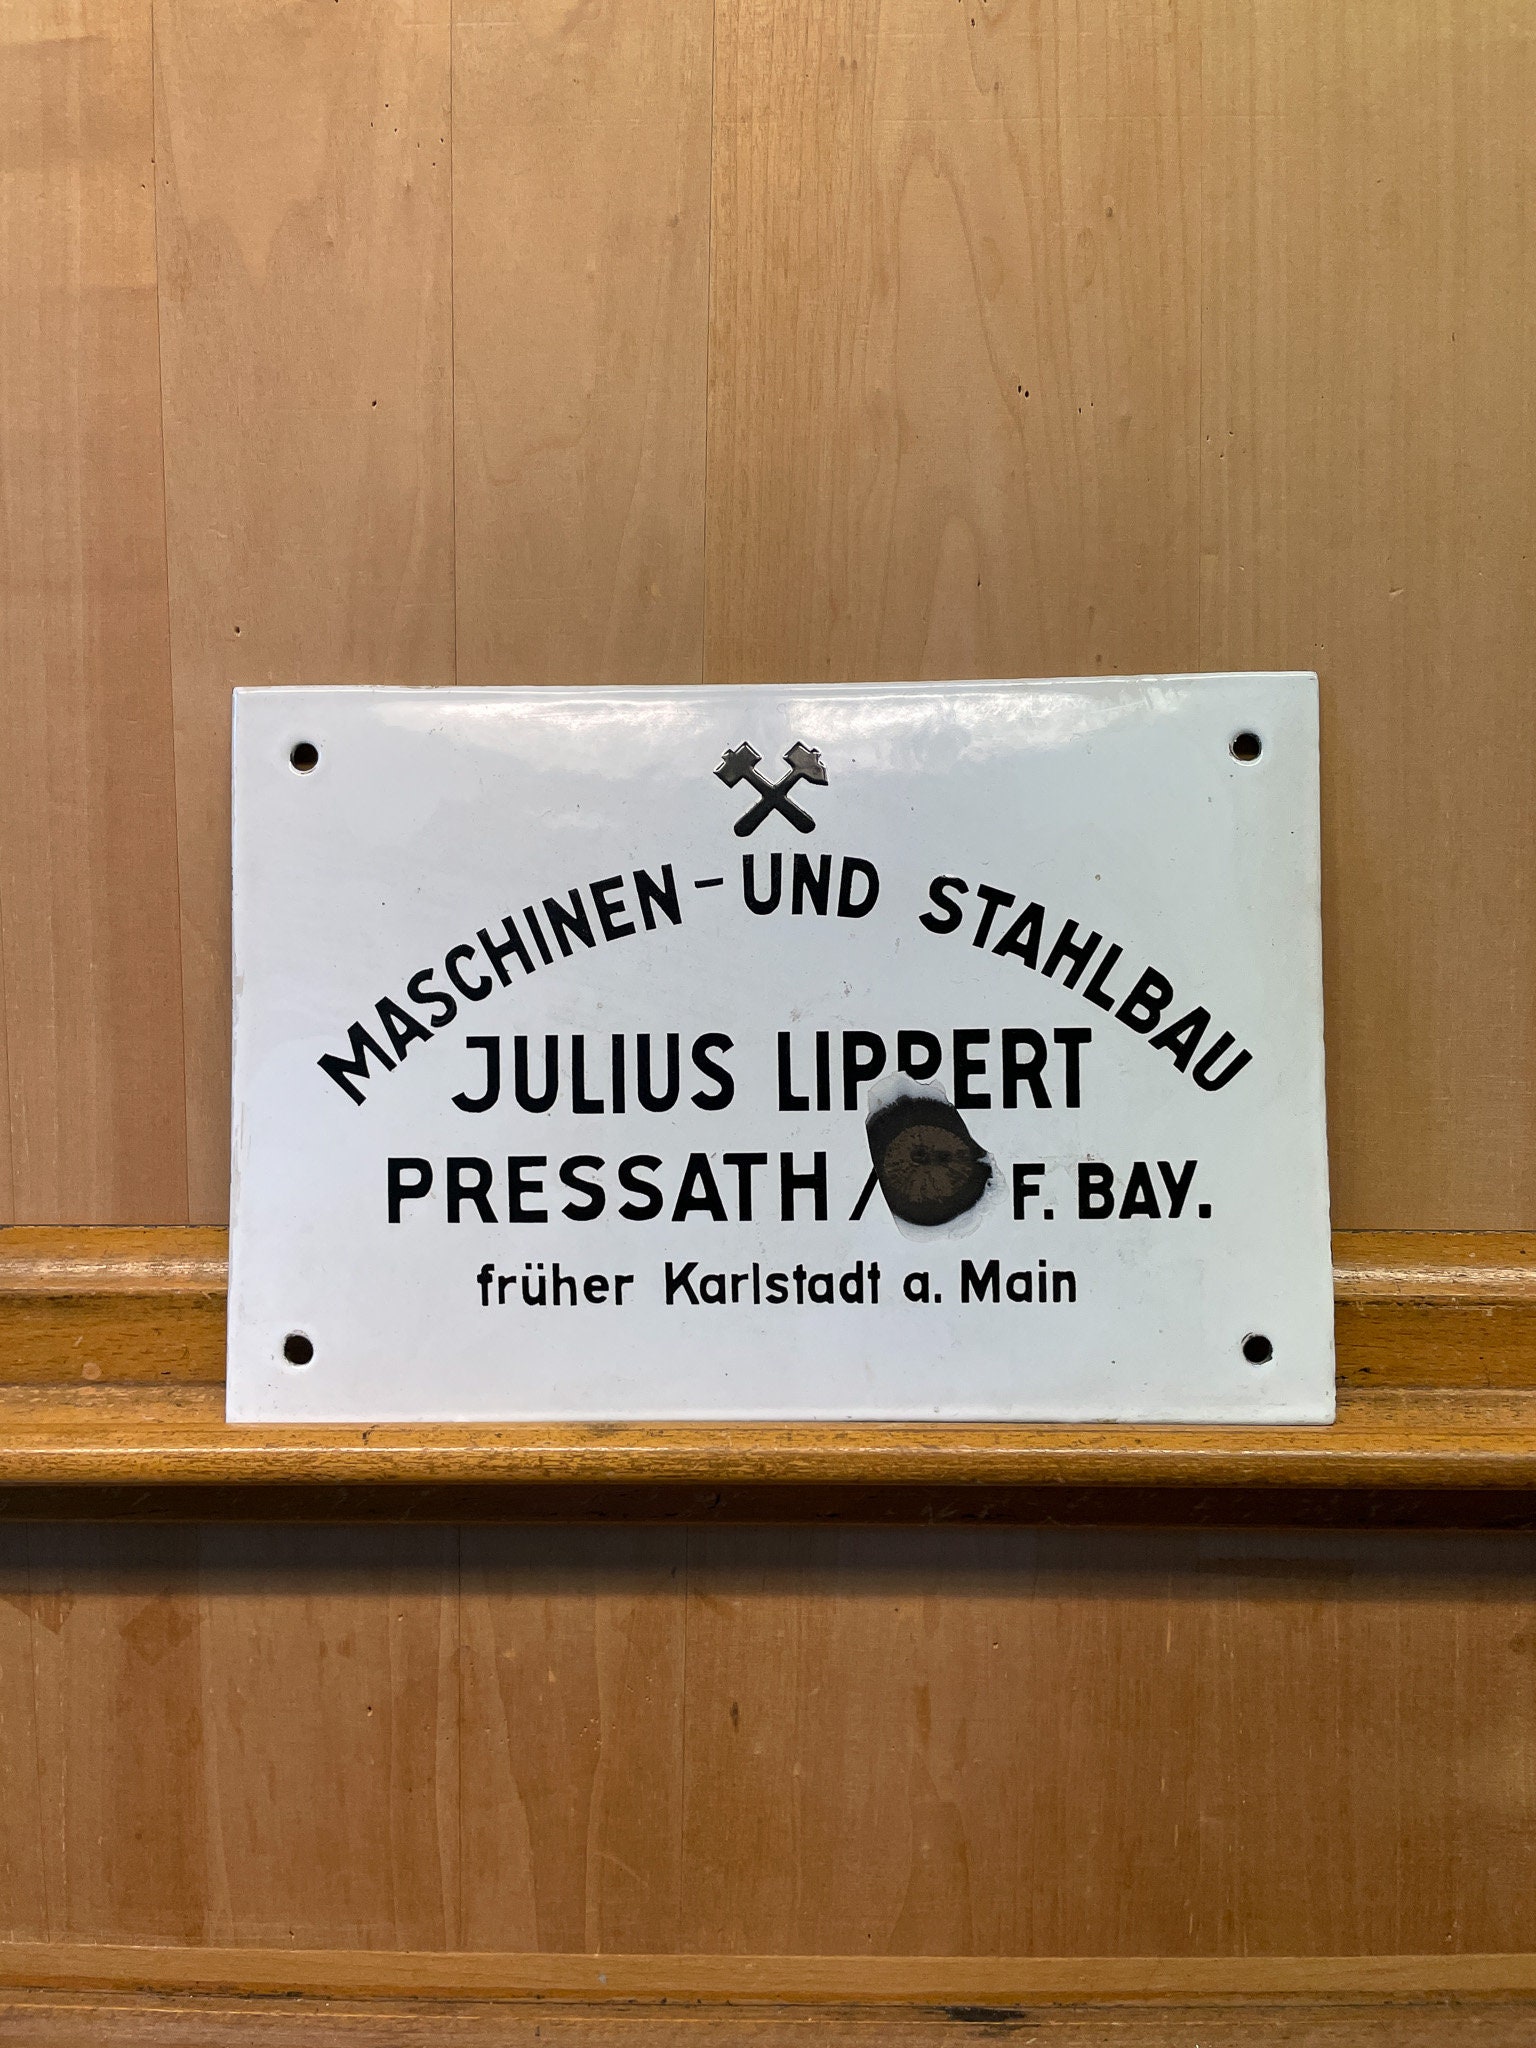 MASCHINEN-UND STAHLBAU
JULIUS LIPPERT
PRESSATH / F. BAY.
früher Karlstadt a. Main